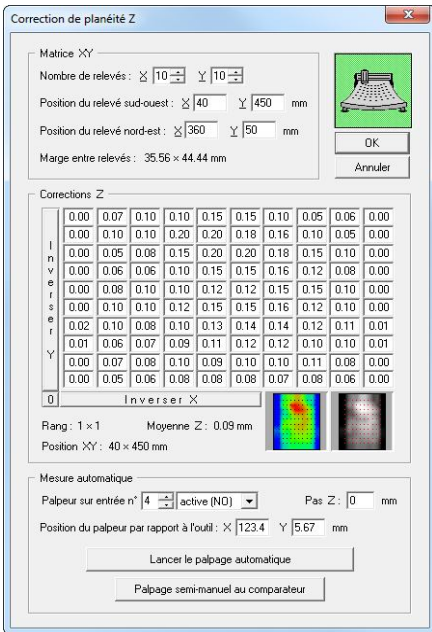 Correction de planéité Z
Matrice XY
Nombre de relevés : X 10 Y 10
Position du relevé sud-ouest : X 40 Y 450 mm
Position du relevé nord-est : X 360 Y 50 mm
Marge entre relevés : 35.56 × 44.44 mm
OK
Annuler
Corrections Z
Inverser Y
0.00 0.07 0.10 0.10 0.15 0.15 0.10 0.05 0.06 0.00
0.00 0.10 0.10 0.20 0.20 0.18 0.16 0.10 0.05 0.00
0.00 0.05 0.08 0.15 0.20 0.20 0.18 0.15 0.10 0.00
0.00 0.06 0.06 0.10 0.15 0.15 0.16 0.12 0.08 0.00
0.00 0.08 0.10 0.10 0.12 0.12 0.15 0.15 0.10 0.00
0.00 0.10 0.10 0.12 0.15 0.15 0.16 0.12 0.10 0.00
0.02 0.10 0.08 0.10 0.13 0.14 0.14 0.12 0.11 0.01
0.01 0.06 0.07 0.09 0.11 0.12 0.12 0.10 0.10 0.01
0.00 0.07 0.08 0.10 0.09 0.10 0.10 0.11 0.08 0.00
0.00 0.05 0.06 0.08 0.08 0.08 0.07 0.08 0.06 0.00
0 Inverser X
Rang : 1 × 1 Moyenne Z : 0.09 mm
Position XY : 40 × 450 mm
Mesure automatique
Palpeur sur entrée n° 4 active (NO) Pas Z : 0 mm
Position du palpeur par rapport à l'outil : X 123.4 Y 5.67 mm
Lancer le palpage automatique
Palpage semi-manuel au comparateur